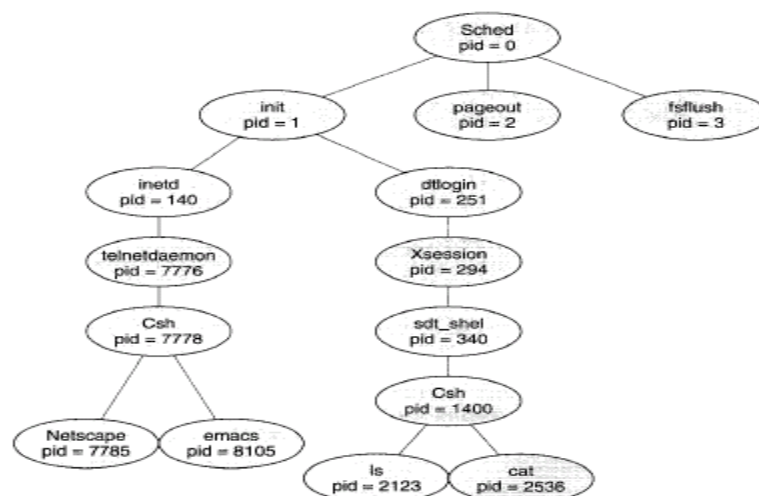 Sched
pid = 0
init
pid = 1
pageout
pid = 2
fsflush
pid = 3
inetd
pid = 140
dtlogin
pid = 251
telnetdaemon
pid = 7776
Xsession
pid = 294
Csh
pid = 7778
sdt_shel
pid = 340
Csh
pid = 1400
Netscape
pid = 7785
emacs
pid = 8105
ls
pid = 2123
cat
pid = 2536